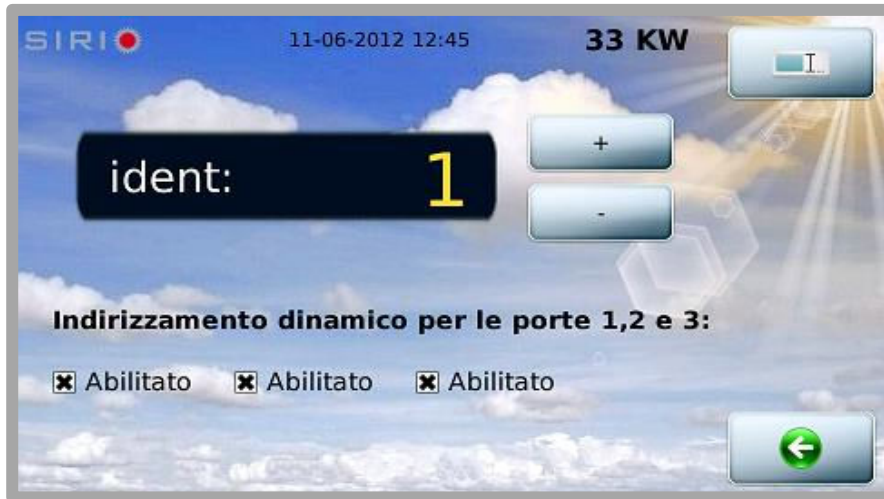 SIRIO
11-06-2012 12:45
33 KW
ident: 1
+
-
Indirizzamento dinamico per le porte 1,2 e 3:
Abilitato Abilitato Abilitato